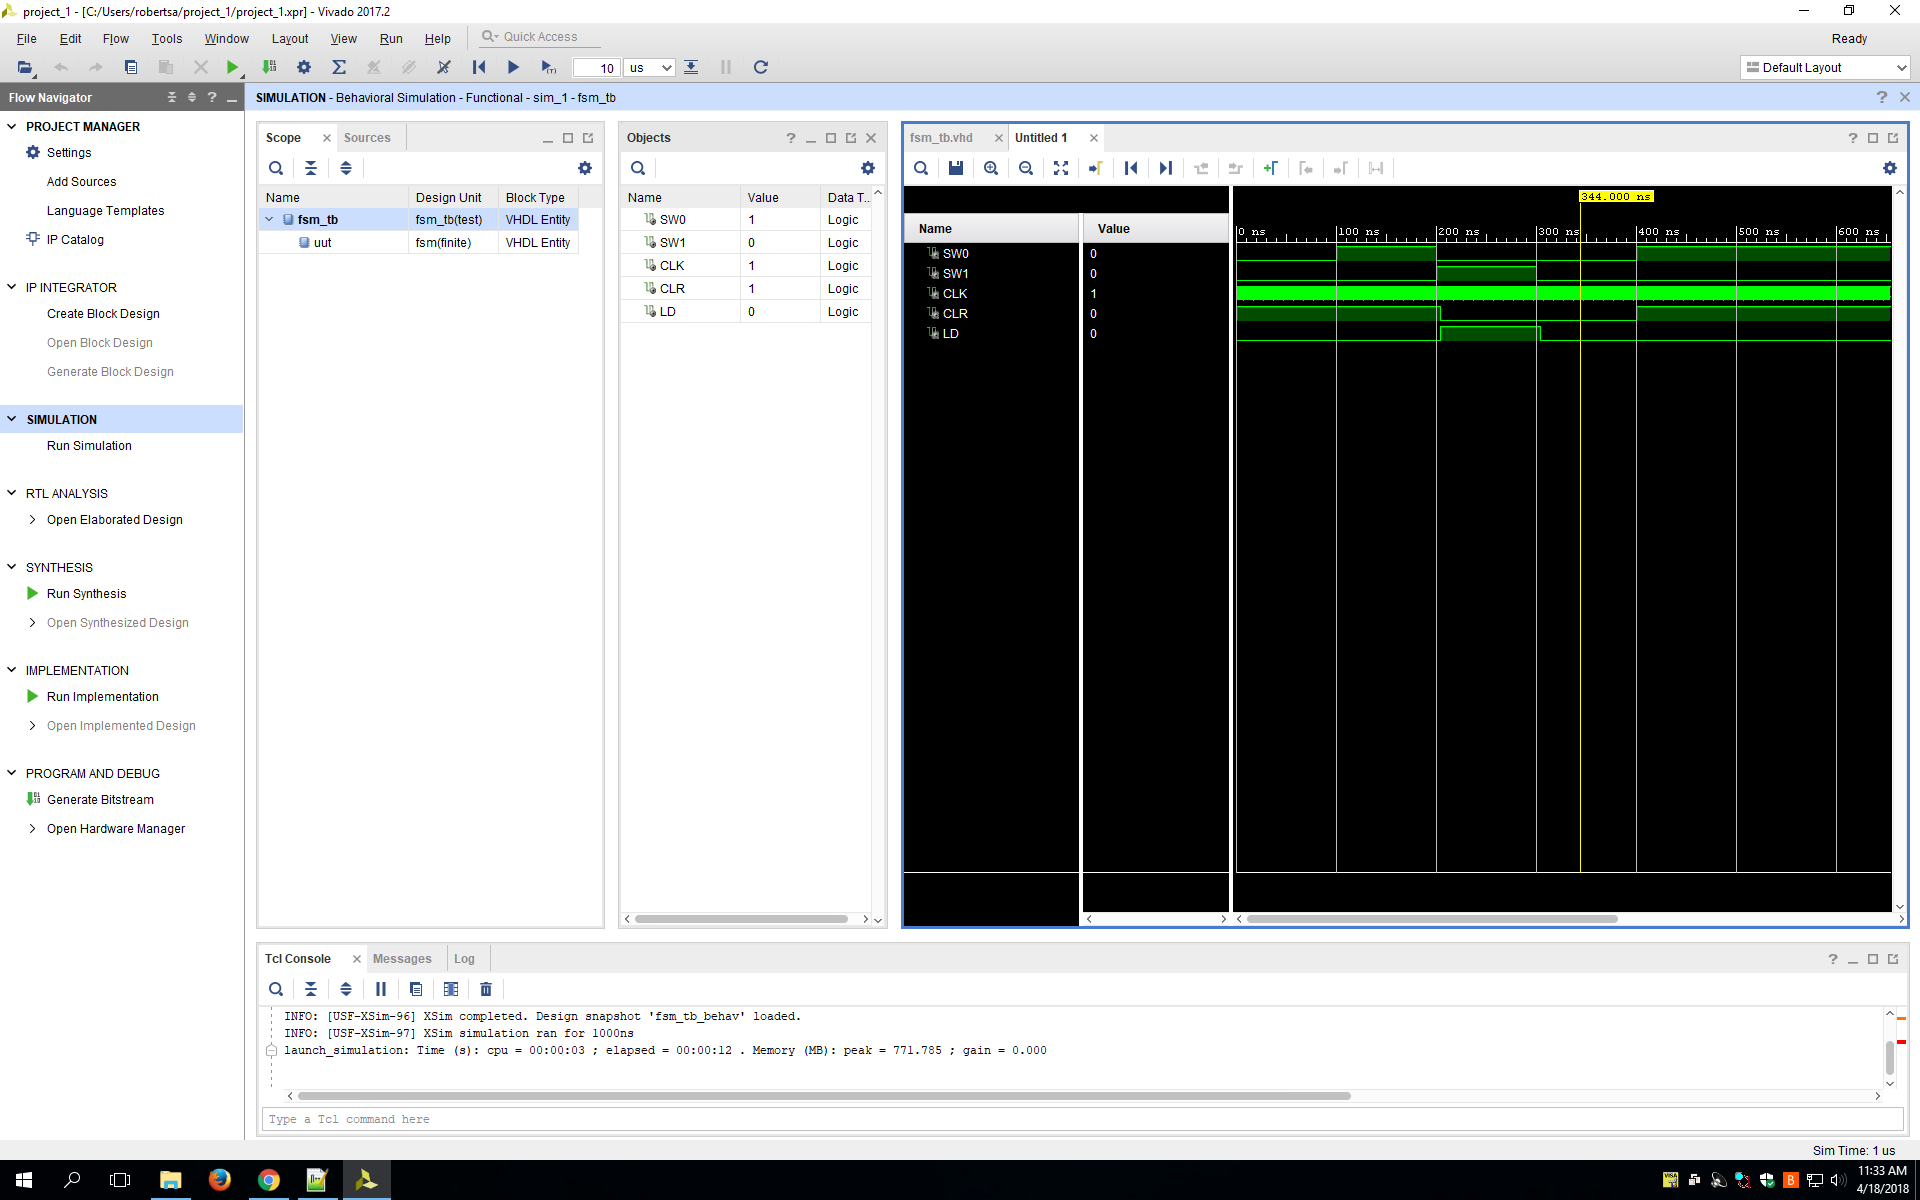 project_1 - [C:/Users/robertsa/project_1/project_1.xpr] - Vivado 2017.2
File Edit Flow Tools Window Layout View Run Help Quick Access Ready
10 us Default Layout
Flow Navigator
SIMULATION - Behavioral Simulation - Functional - sim_1 - fsm_tb
PROJECT MANAGER
Settings
Add Sources
Language Templates
IP Catalog
IP INTEGRATOR
Create Block Design
Open Block Design
Generate Block Design
SIMULATION
Run Simulation
RTL ANALYSIS
Open Elaborated Design
SYNTHESIS
Run Synthesis
Open Synthesized Design
IMPLEMENTATION
Run Implementation
Open Implemented Design
PROGRAM AND DEBUG
Generate Bitstream
Open Hardware Manager
Scope Sources
Name Design Unit Block Type
fsm_tb fsm_tb(test) VHDL Entity
uut fsm(finite) VHDL Entity
Objects
Name Value Data T...
SW0 1 Logic
SW1 0 Logic
CLK 1 Logic
CLR 1 Logic
LD 0 Logic
fsm_tb.vhd Untitled 1
344.000 ns
Name Value
0 ns 100 ns 200 ns 300 ns 400 ns 500 ns 600 ns
SW0 0
SW1 0
CLK 1
CLR 0
LD 0
Tcl Console Messages Log
INFO: [USF-XSim-96] XSim completed. Design snapshot 'fsm_tb_behav' loaded.
INFO: [USF-XSim-97] XSim simulation ran for 1000ns
launch_simulation: Time (s): cpu = 00:00:03 ; elapsed = 00:00:12 . Memory (MB): peak = 771.785 ; gain = 0.000
Type a Tcl command here
Sim Time: 1 us
11:33 AM
4/18/2018